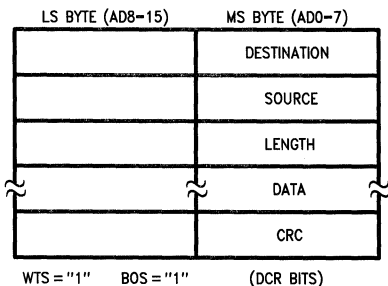 LS BYTE (AD8-15) MS BYTE (AD0-7)
DESTINATION
SOURCE
LENGTH
DATA
CRC
WTS = "1" BOS = "1" (DCR BITS)